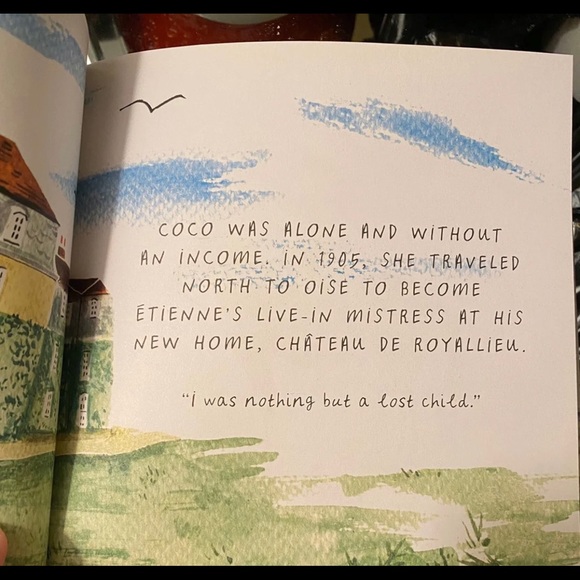 COCO WAS ALONE AND WITHOUT
AN INCOME. IN 1905, SHE TRAVELED
NORTH TO OISE TO BECOME
ÉTIENNE'S LIVE-IN MISTRESS AT HIS
NEW HOME, CHÂTEAU DE ROYALLIEU.
"I was nothing but a lost child."